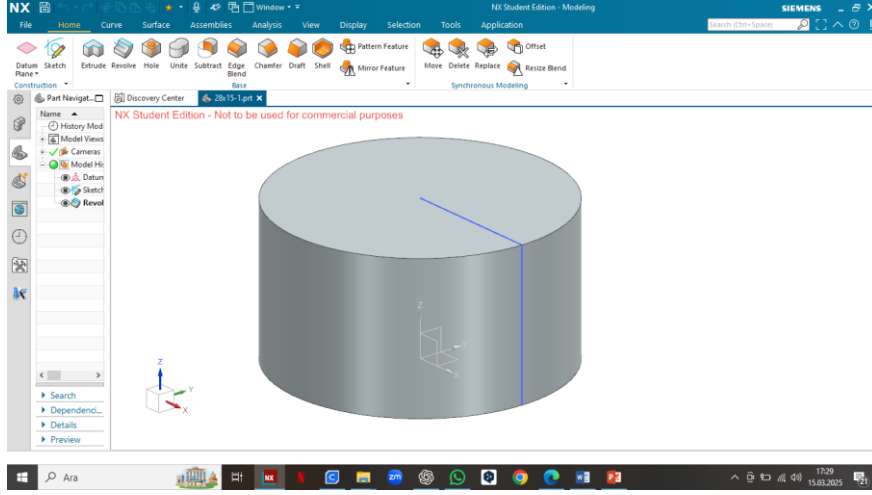 NX Window NX Student Edition - Modeling SIEMENS
File Home Curve Surface Assemblies Analysis View Display Selection Tools Application Search (Ctrl+Space)
Datum Plane Sketch Extrude Revolve Hole Unite Subtract Edge Blend Chamfer Draft Shell Pattern Feature Mirror Feature Move Delete Replace Offset Resize Blend
Construction Base Synchronous Modeling
Part Navigat... Discovery Center 28x15-1.prt
Name
NX Student Edition - Not to be used for commercial purposes
History Mod
Model Views
Cameras
Model His
Datum
Sketch
Revol
Z
Y
X
Z
Y
X
Search
Dependenci...
Details
Preview
Ara
NX N zm W P
17:29
15.03.2025
21